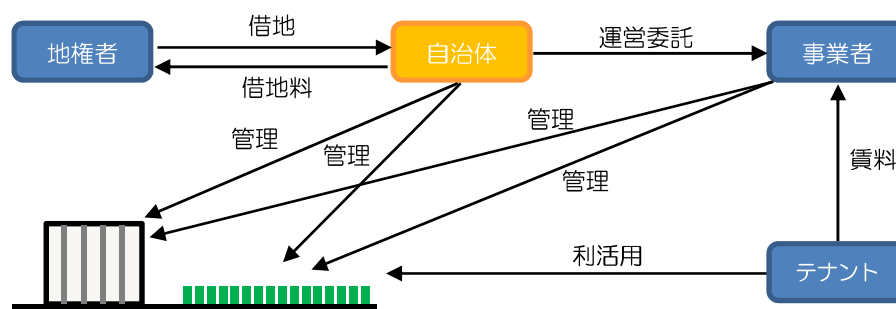 借地
地権者
自治体
運営委託
事業者
借地料
管理
管理
管理
管理
賃料
利活用
テナント